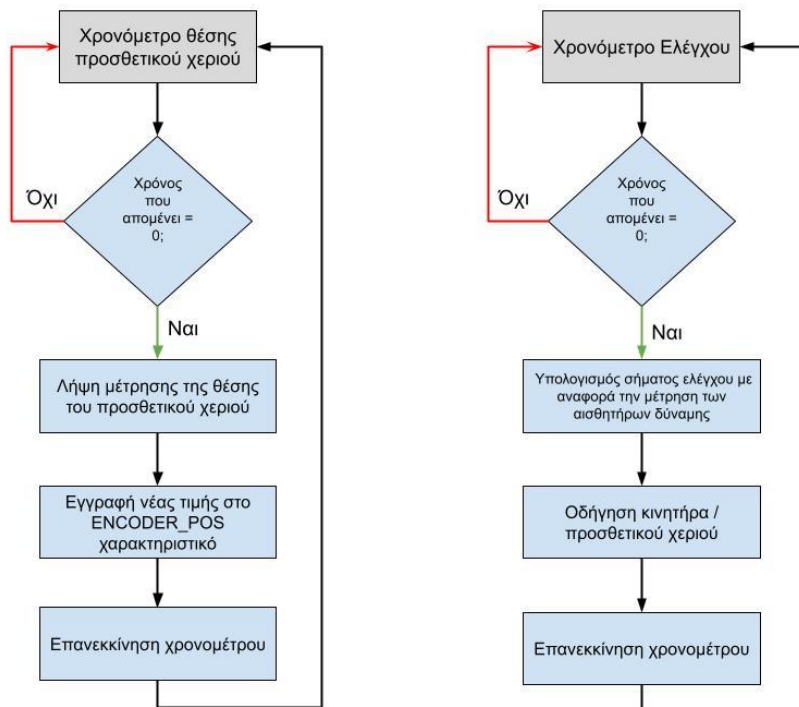 Χρονόμετρο θέσης
προσθετικού χεριού
Χρόνος
που
απομένει =
0;
Όχι
Ναι
Λήψη μέτρησης της θέσης
του προσθετικού χεριού
Εγγραφή νέας τιμής στο
ENCODER_POS
χαρακτηριστικό
Επανεκκίνηση χρονομέτρου
Χρονόμετρο Ελέγχου
Χρόνος
που
απομένει =
0;
Όχι
Ναι
Υπολογισμός σήματος ελέγχου με
αναφορά την μέτρηση των
αισθητήρων δύναμης
Οδήγηση κινητήρα /
προσθετικού χεριού
Επανεκκίνηση χρονομέτρου